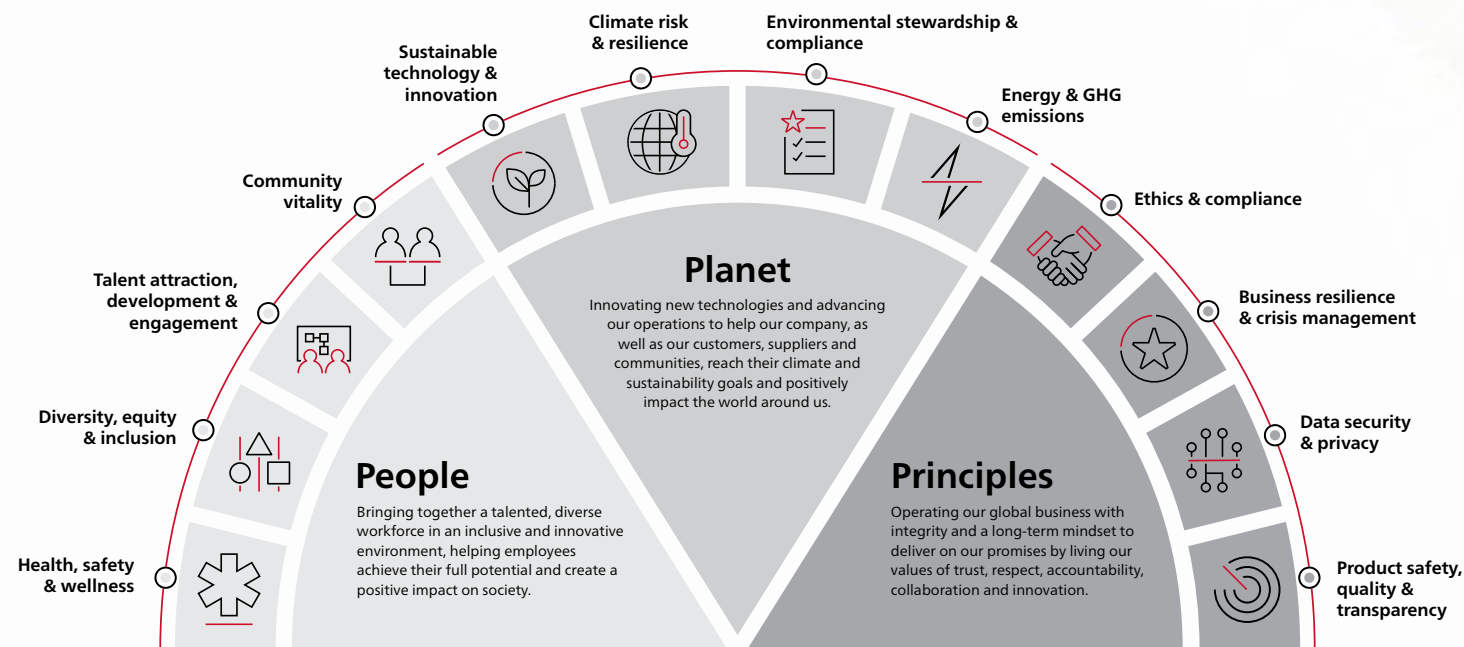 Climate risk
& resilience
Environmental stewardship &
compliance
Sustainable
technology &
innovation
Energy & GHG
emissions
Community
vitality
Ethics & compliance
Talent attraction,
development &
engagement
Business resilience
& crisis management
Diversity, equity
& inclusion
Data security
& privacy
Health, safety
& wellness
Product safety,
quality &
transparency
Planet
Innovating new technologies and advancing
our operations to help our company, as
well as our customers, suppliers and
communities, reach their climate and
sustainability goals and positively
impact the world around us.
People
Bringing together a talented, diverse
workforce in an inclusive and innovative
environment, helping employees
achieve their full potential and create a
positive impact on society.
Principles
Operating our global business with
integrity and a long-term mindset to
deliver on our promises by living our
values of trust, respect, accountability,
collaboration and innovation.